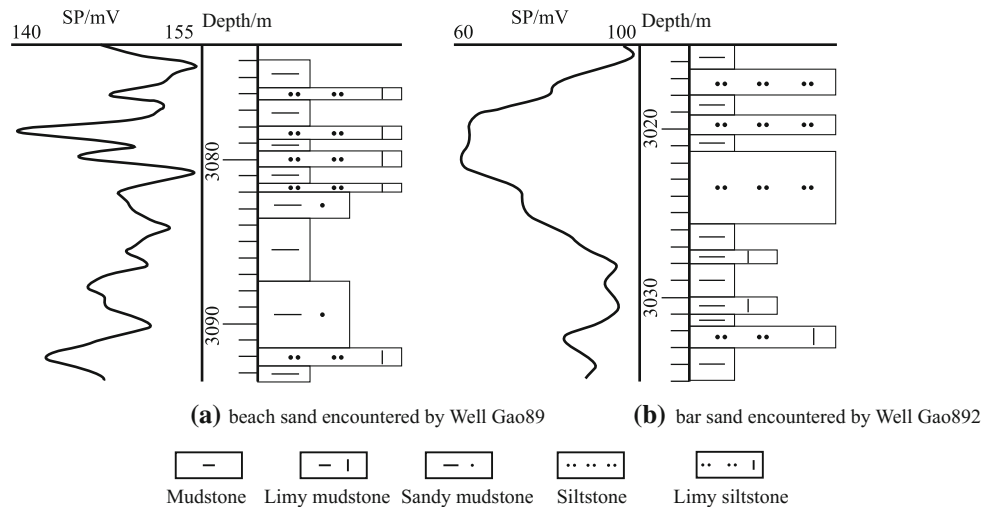 SP/mV Depth/m SP/mV Depth/m
140 155 60 100
3020
3080
3030
3090
(a) beach sand encountered by Well Gao89 (b) bar sand encountered by Well Gao892
Mudstone Limy mudstone Sandy mudstone Siltstone Limy siltstone